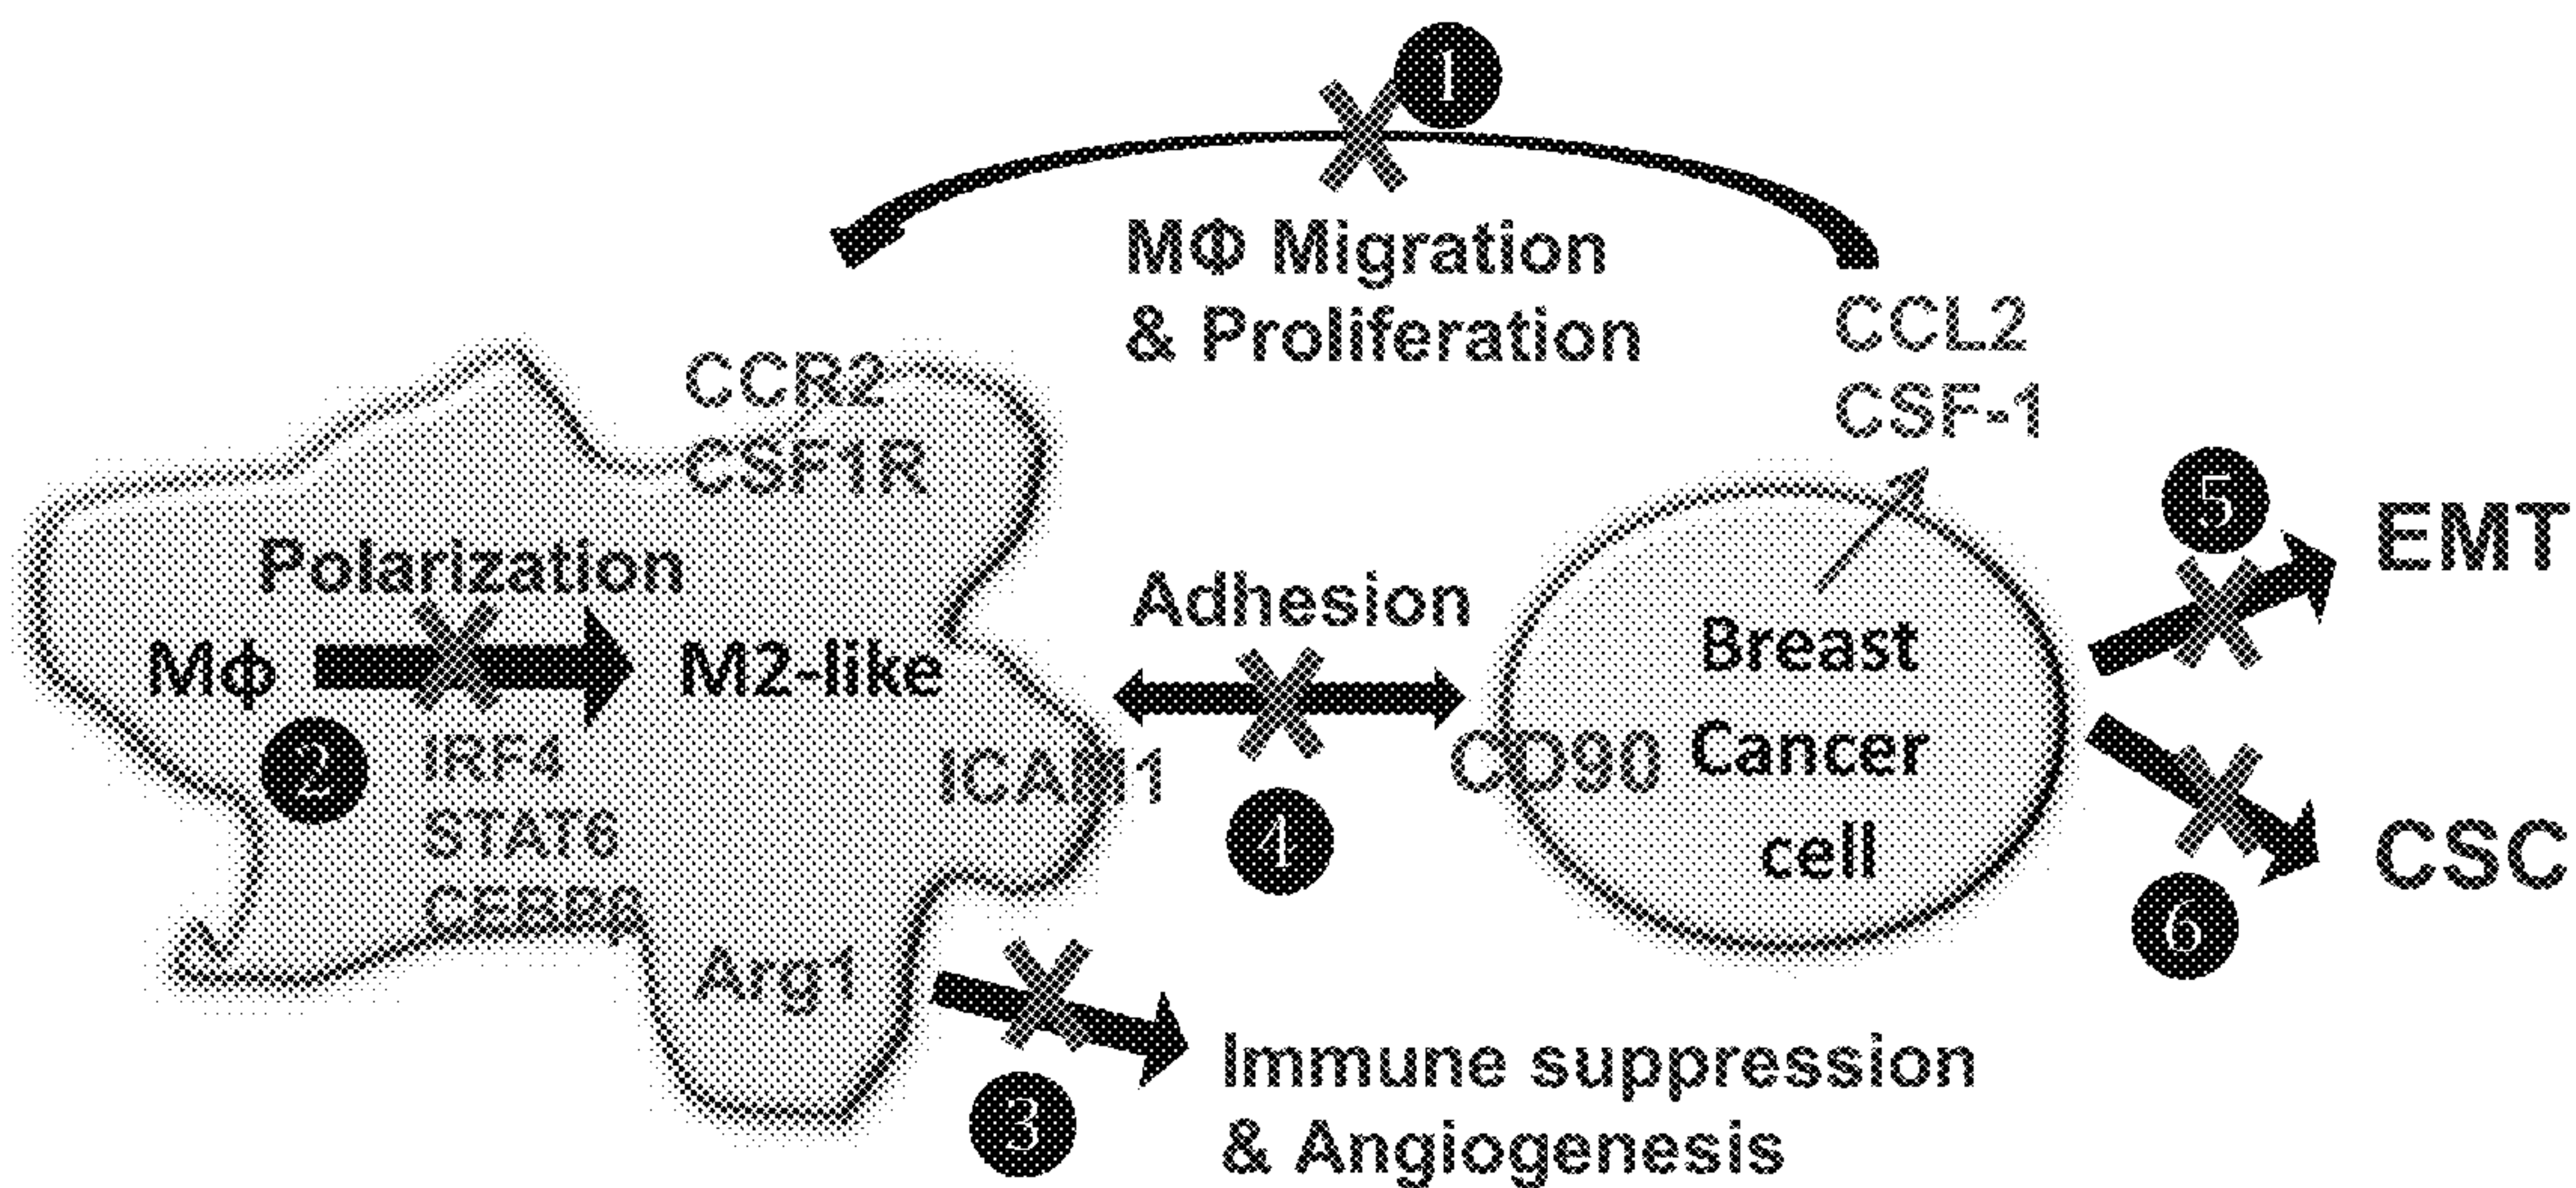 1
MΦ Migration
& Proliferation
CCL2
CSF-1
CCR2
CSF1R
5
EMT
Polarization
Adhesion
Mϕ
M2-like
Breast
Cancer
cell
2
IRF4
STAT6
CEBPβ
ICAM1
CD90
4
CSC
6
Arg1
3
Immune suppression
& Angiogenesis